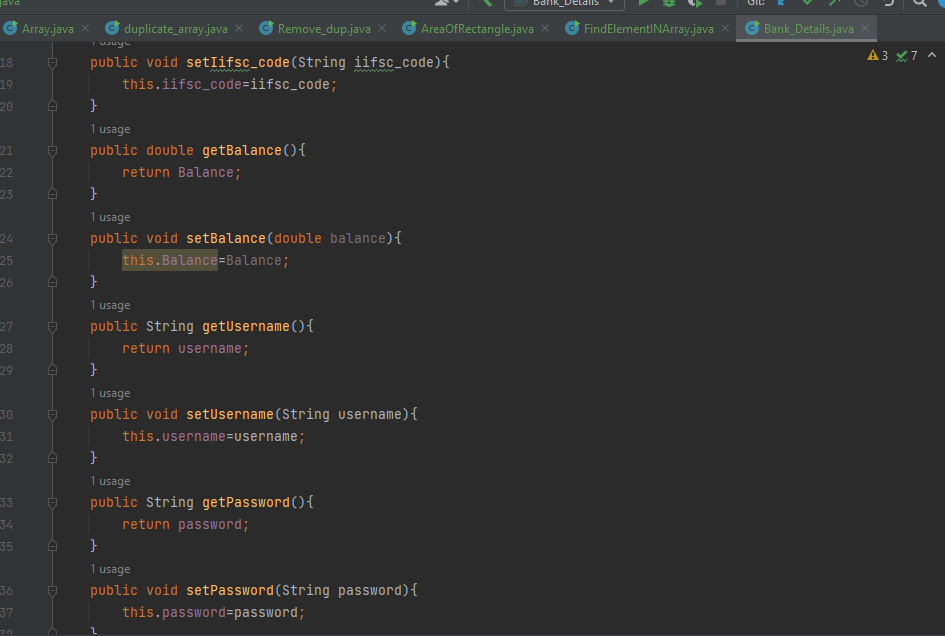 java
Bank_Details
Git:
Array.java duplicate_array.java Remove_dup.java AreaOfRectangle.java FindElementINArray.java Bank_Details.java
3 7
1 usage
18 public void setIifsc_code(String iifsc_code){
19 this.iifsc_code=iifsc_code;
20 }
1 usage
21 public double getBalance(){
22 return Balance;
23 }
1 usage
24 public void setBalance(double balance){
25 this.Balance=Balance;
26 }
1 usage
27 public String getUsername(){
28 return username;
29 }
1 usage
30 public void setUsername(String username){
31 this.username=username;
32 }
1 usage
33 public String getPassword(){
34 return password;
35 }
1 usage
36 public void setPassword(String password){
37 this.password=password;
38 }